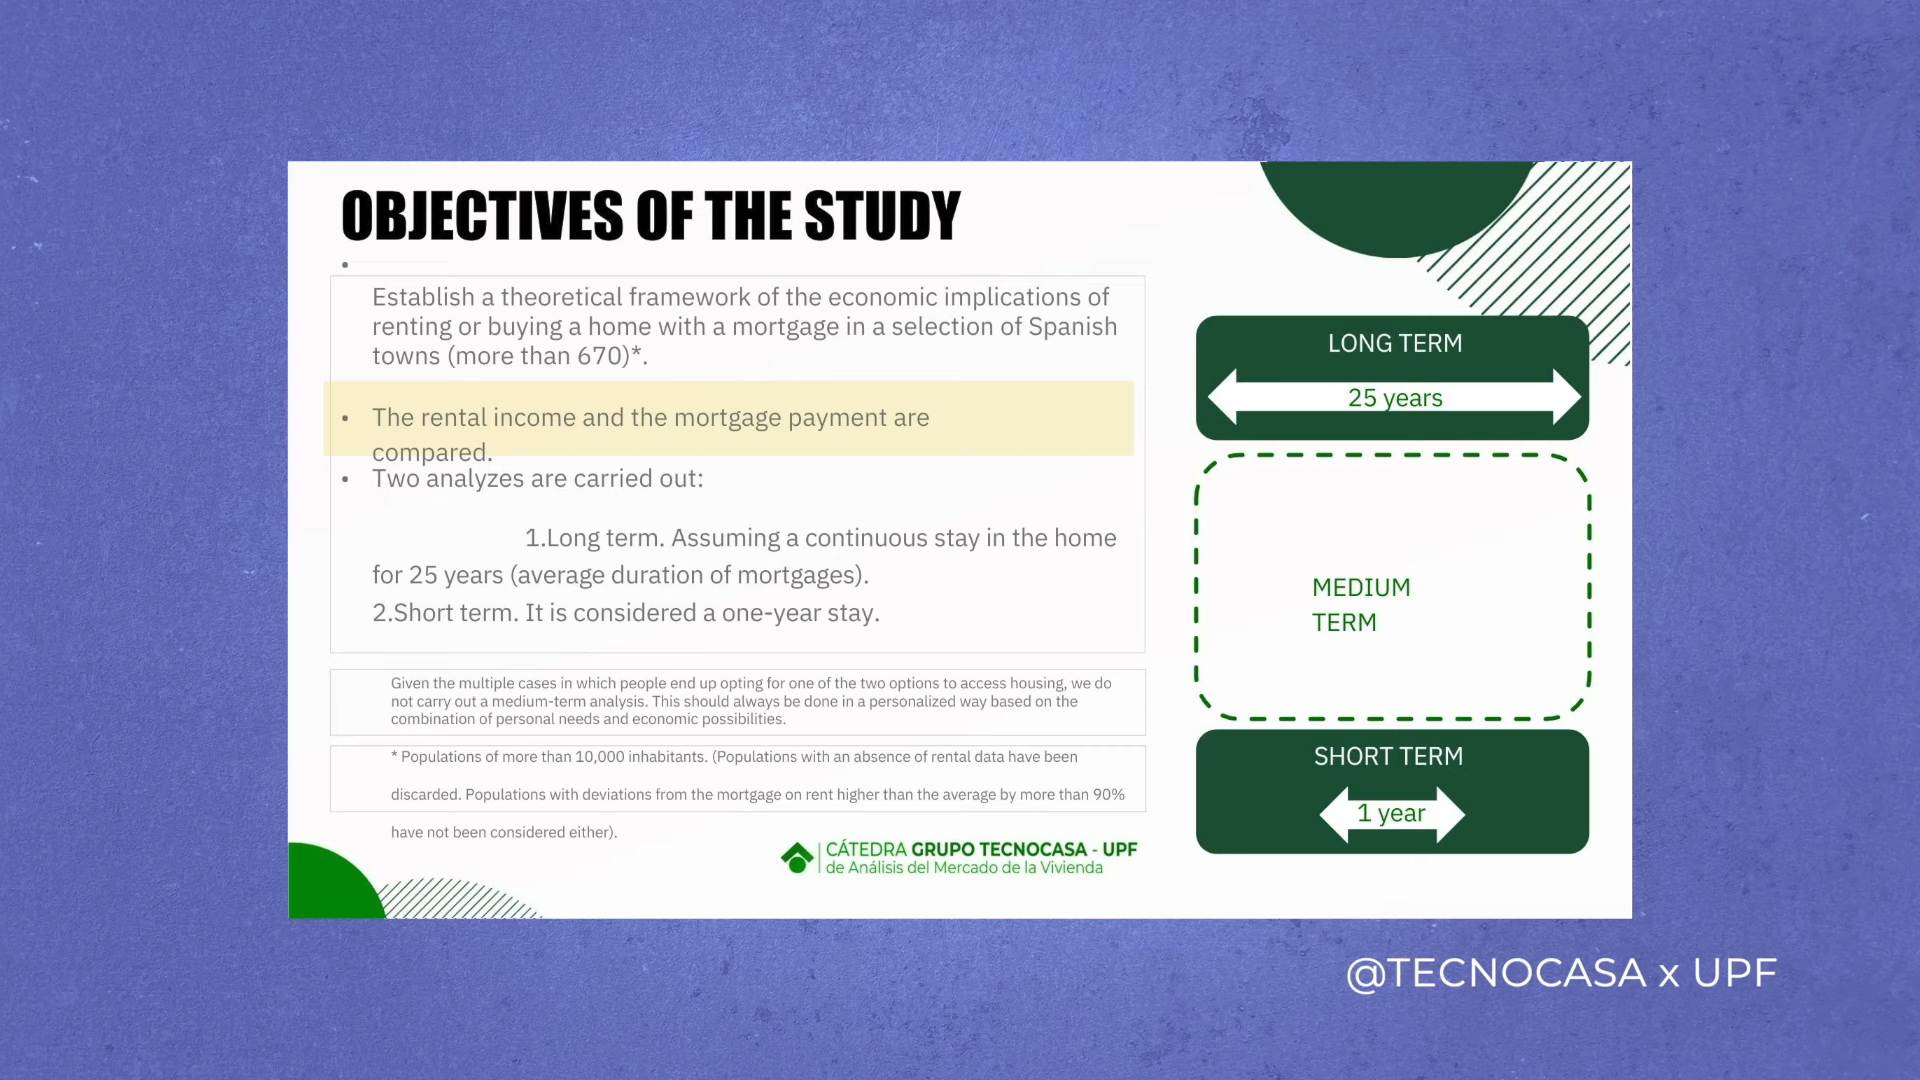 OBJECTIVES OF THE STUDY
•
Establish a theoretical framework of the economic implications of
renting or buying a home with a mortgage in a selection of Spanish
towns (more than 670)*.
• The rental income and the mortgage payment are
compared.
• Two analyzes are carried out:
1.Long term. Assuming a continuous stay in the home
for 25 years (average duration of mortgages).
2.Short term. It is considered a one-year stay.
Given the multiple cases in which people end up opting for one of the two options to access housing, we do
not carry out a medium-term analysis. This should always be done in a personalized way based on the
combination of personal needs and economic possibilities.
* Populations of more than 10,000 inhabitants. (Populations with an absence of rental data have been
discarded. Populations with deviations from the mortgage on rent higher than the average by more than 90%
have not been considered either).
CÁTEDRA GRUPO TECNOCASA - UPF
de Análisis del Mercado de la Vivienda
LONG TERM
25 years
MEDIUM
TERM
SHORT TERM
1 year
@TECNOCASA x UPF